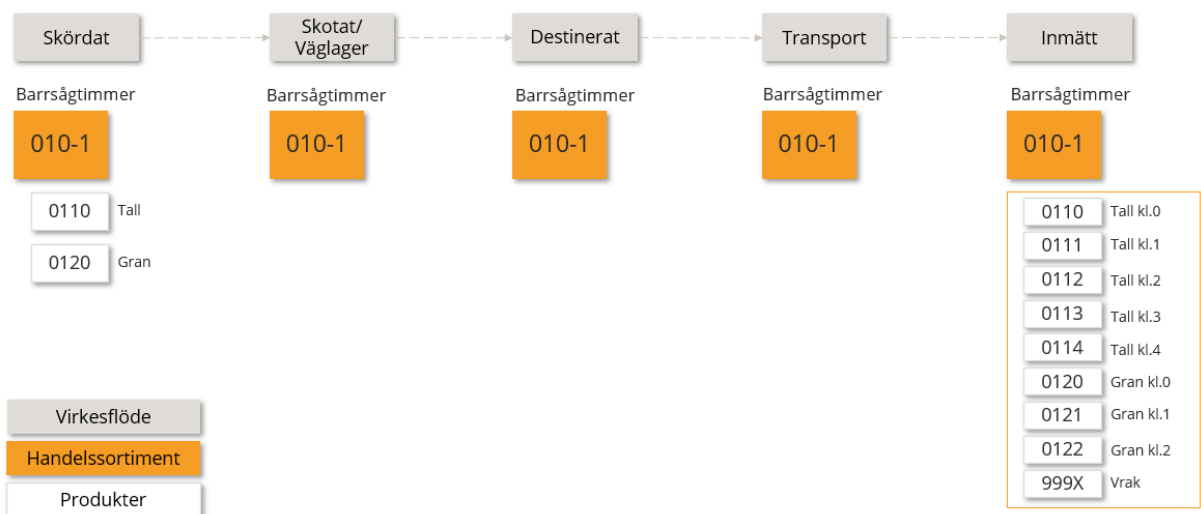 Skördat
Skotat/
Väglager
Destinerat
Transport
Inmätt
Barrsågtimmer
Barrsågtimmer
Barrsågtimmer
Barrsågtimmer
Barrsågtimmer
010-1
010-1
010-1
010-1
010-1
0110 Tall
0120 Gran
0110 Tall kl.0
0111 Tall kl.1
0112 Tall kl.2
0113 Tall kl.3
0114 Tall kl.4
0120 Gran kl.0
0121 Gran kl.1
0122 Gran kl.2
999X Vrak
Virkesflöde
Handelssortiment
Produkter